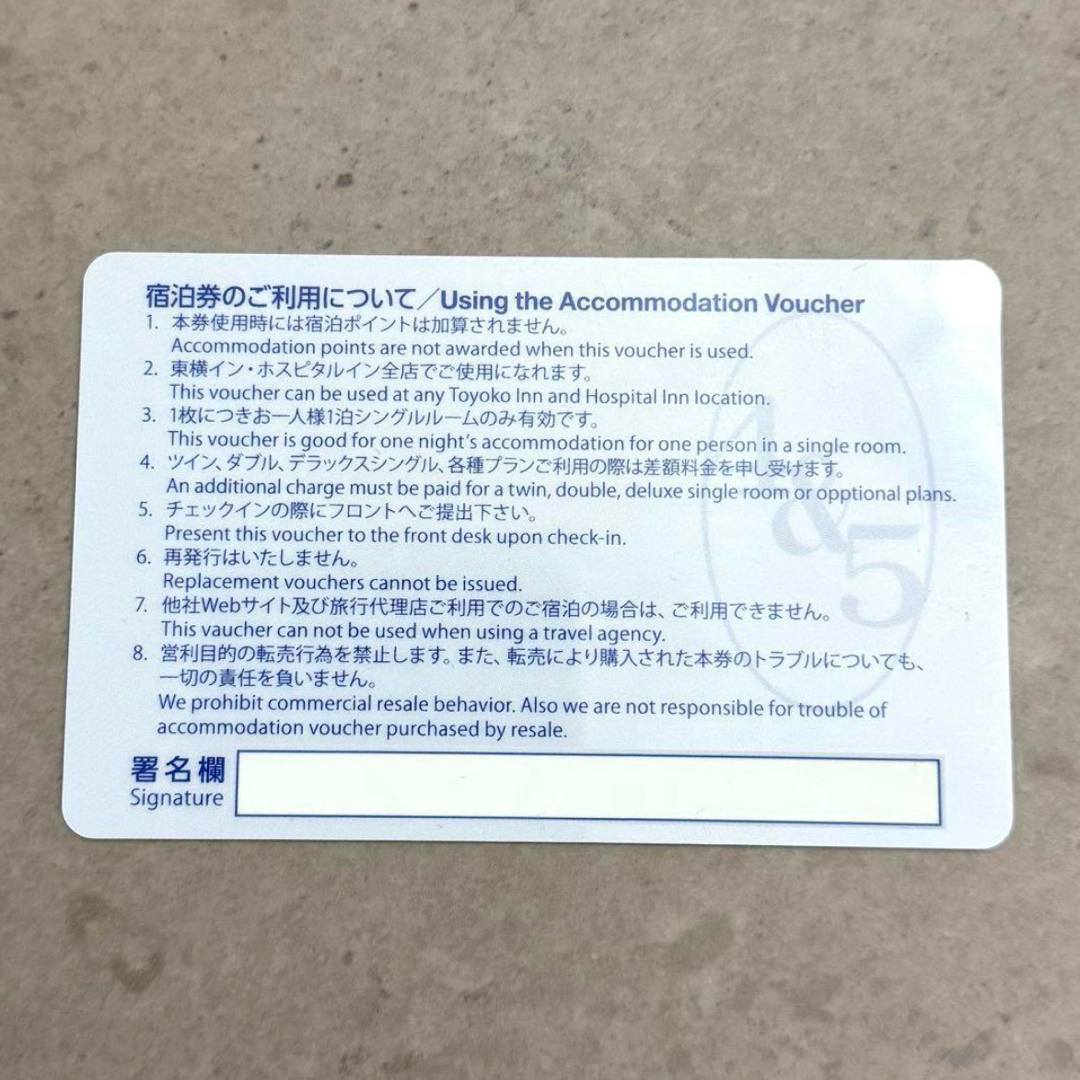 宿泊券のご利用について／Using the Accommodation Voucher
1. 本券使用時には宿泊ポイントは加算されません。
Accommodation points are not awarded when this voucher is used.
2. 東横イン・ホスピタルイン全店でご使用になれます。
This voucher can be used at any Toyoko Inn and Hospital Inn location.
3. 1枚につきお一人様1泊シングルルームのみ有効です。
This voucher is good for one night's accommodation for one person in a single room.
4. ツイン、ダブル、デラックスシングル、各種プランご利用の際は差額料金を申し受けます。
An additional charge must be paid for a twin, double, deluxe single room or opptional plans.
5. チェックインの際にフロントへご提出下さい。
Present this voucher to the front desk upon check-in.
6. 再発行はいたしません。
Replacement vouchers cannot be issued.
7. 他社Webサイト及び旅行代理店ご利用でのご宿泊の場合は、ご利用できません。
This vaucher can not be used when using a travel agency.
8. 営利目的の転売行為を禁止します。また、転売により購入された本券のトラブルについても、
一切の責任を負いません。
We prohibit commercial resale behavior. Also we are not responsible for trouble of
accommodation voucher purchased by resale.
署名欄
Signature
1&5